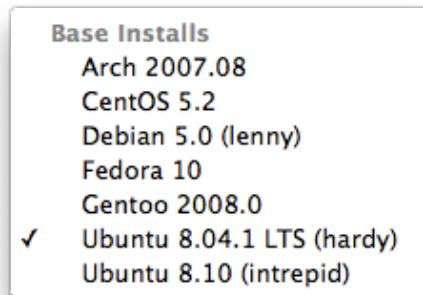 Base Installs
Arch 2007.08
CentOS 5.2
Debian 5.0 (lenny)
Fedora 10
Gentoo 2008.0
✓ Ubuntu 8.04.1 LTS (hardy)
Ubuntu 8.10 (intrepid)